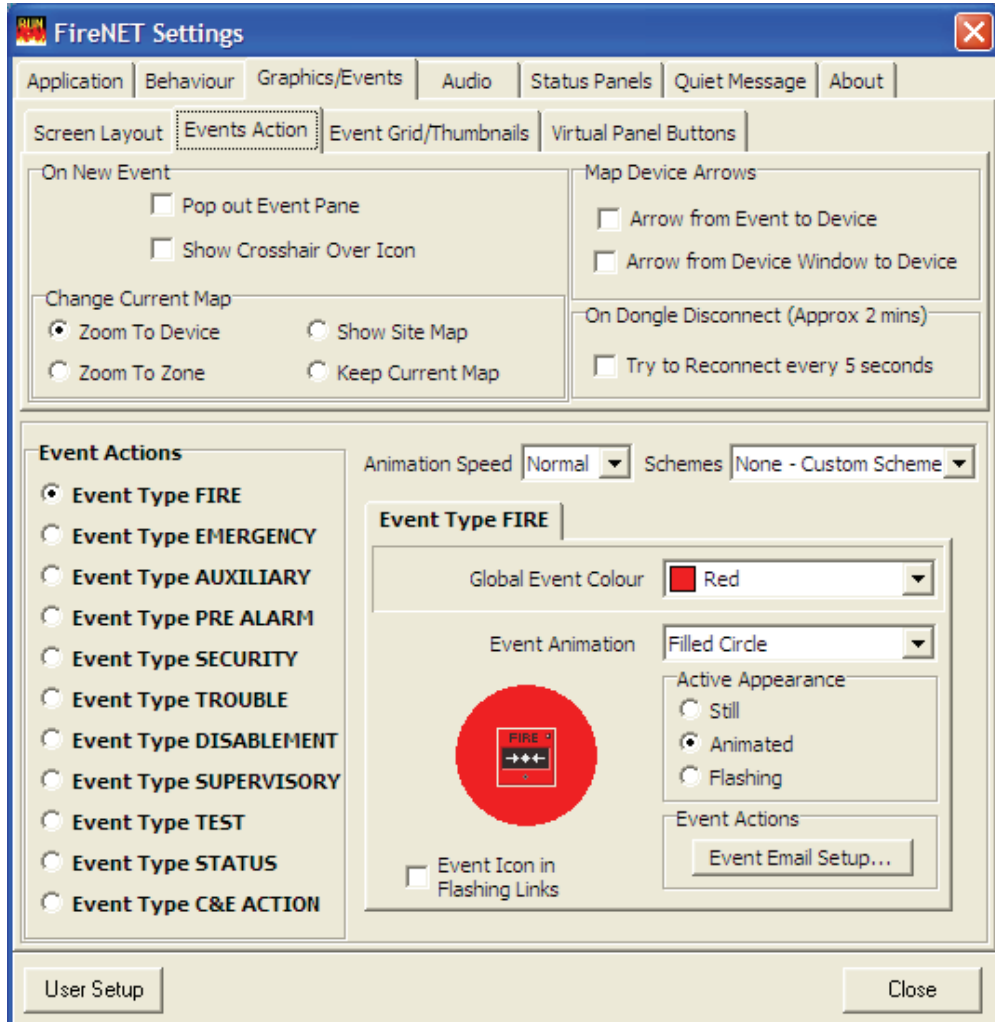 RUN
FireNET Settings
Application Behaviour Graphics/Events Audio Status Panels Quiet Message About
Screen Layout Events Action Event Grid/Thumbnails Virtual Panel Buttons
On New Event
Pop out Event Pane
Show Crosshair Over Icon
Change Current Map
Zoom To Device
Show Site Map
Zoom To Zone
Keep Current Map
Map Device Arrows
Arrow from Event to Device
Arrow from Device Window to Device
On Dongle Disconnect (Approx 2 mins)
Try to Reconnect every 5 seconds
Event Actions
Event Type FIRE
Event Type EMERGENCY
Event Type AUXILIARY
Event Type PRE ALARM
Event Type SECURITY
Event Type TROUBLE
Event Type DISABLEMENT
Event Type SUPERVISORY
Event Type TEST
Event Type STATUS
Event Type C&E ACTION
Animation Speed Normal Schemes None - Custom Scheme
Event Type FIRE
Global Event Colour Red
Event Animation Filled Circle
FIRE
Active Appearance
Still
Animated
Flashing
Event Actions
Event Email Setup...
Event Icon in
Flashing Links
User Setup
Close